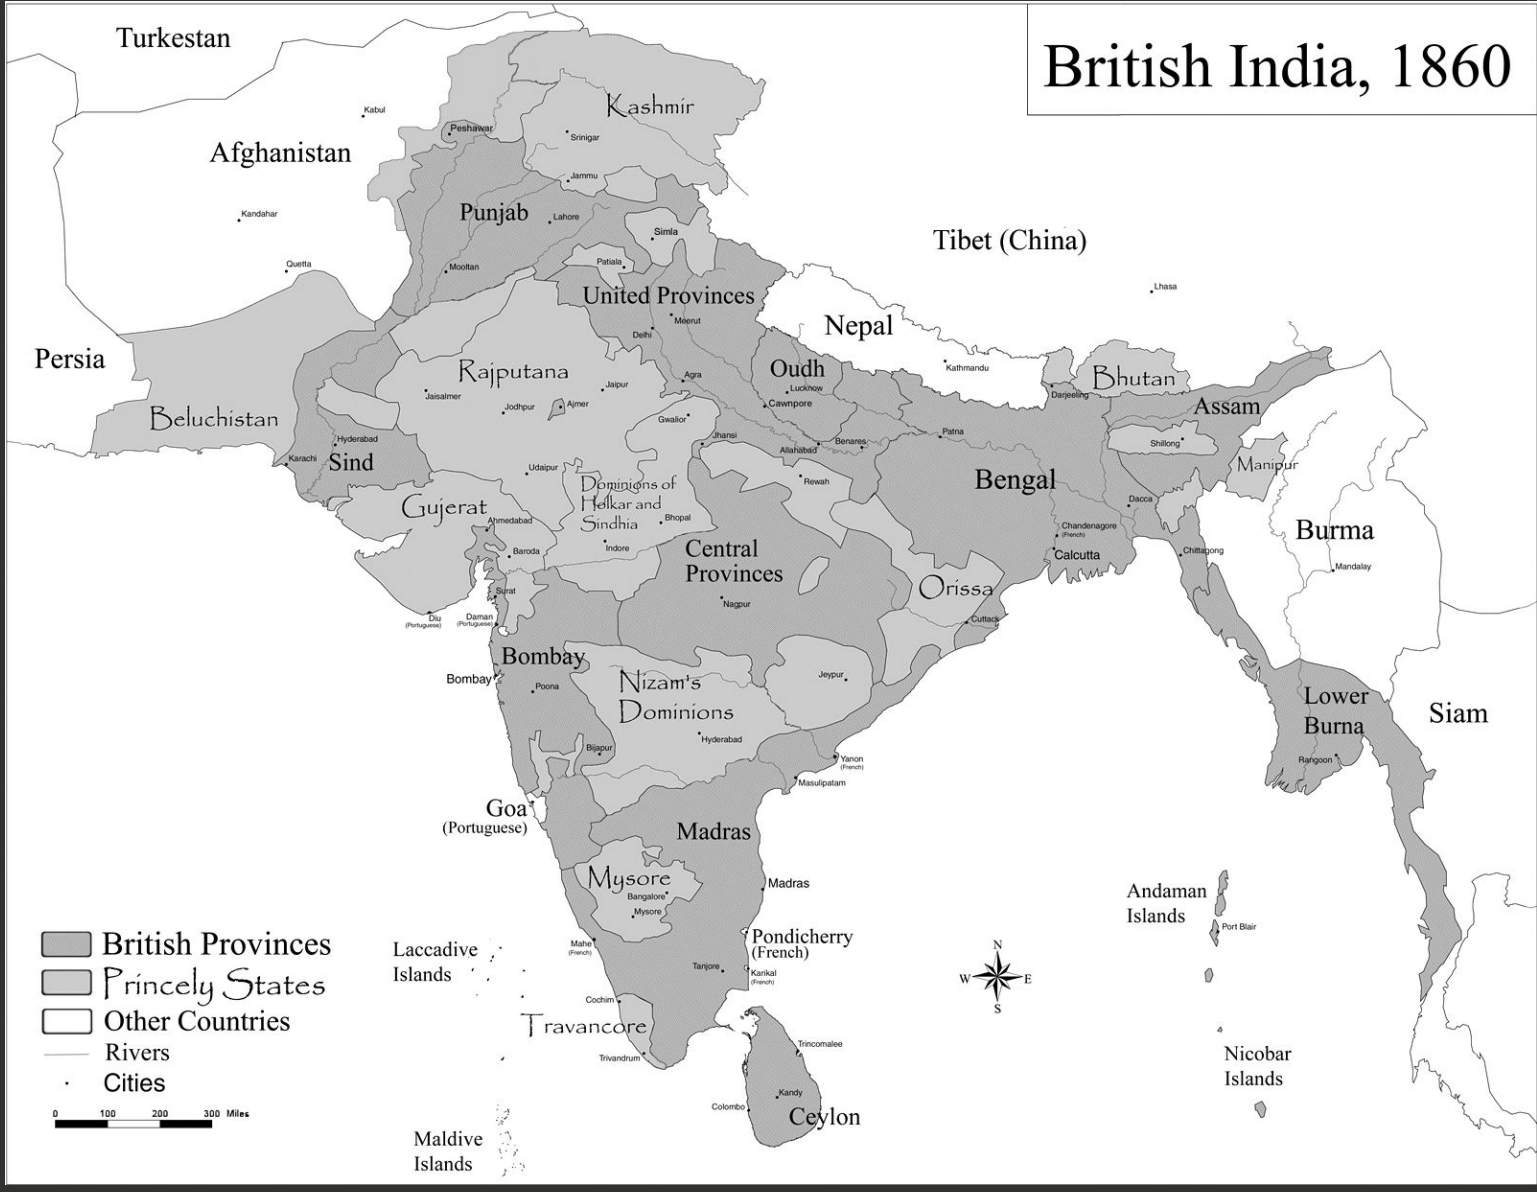 British India, 1860
Turkestan
Kabul
Afghanistan
Kandahar
Quetta
Persia
Beluchistan
Kashmir
Srinigar
Jammu
Peshawar
Punjab
Lahore
Mooltan
Simla
Patiala
United Provinces
Meerut
Delhi
Tibet (China)
Lhasa
Nepal
Kathmandu
Oudh
Lucknow
Cawnpore
Agra
Rajputana
Jaisalmer
Jaipur
Jodhpur
Ajmer
Gwalior
Jhansi
Allahabad
Benares
Patna
Darjeeling
Bhutan
Assam
Shillong
Manipur
Hyderabad
Karachi
Sind
Udaipur
Dominions of
Holkar and
Sindhia
Bhopal
Indore
Rewah
Bengal
Dacca
Chandenagore
(French)
Calcutta
Chittagong
Burma
Mandalay
Gujerat
Ahmedabad
Baroda
Surat
Diu
(Portuguese)
Daman
(Portuguese)
Central
Provinces
Nagpur
Orissa
Cuttack
Bombay
Bombay
Poona
Nizam's
Dominions
Hyderabad
Jeypur
Bijapur
Yanon
(French)
Masulipatam
Lower
Burna
Rangoon
Siam
Goa
(Portuguese)
Madras
Madras
Mysore
Bangalore
Mysore
Mahe
(French)
Pondicherry
(French)
Tanjore
Karikal
(French)
Cochim
Travancore
Trivandrum
Trincomalee
Kandy
Colombo
Ceylon
Laccadive
Islands
Maldive
Islands
Andaman
Islands
Port Blair
Nicobar
Islands
N
W
E
S
British Provinces
Princely States
Other Countries
Rivers
Cities
0 100 200 300 Miles